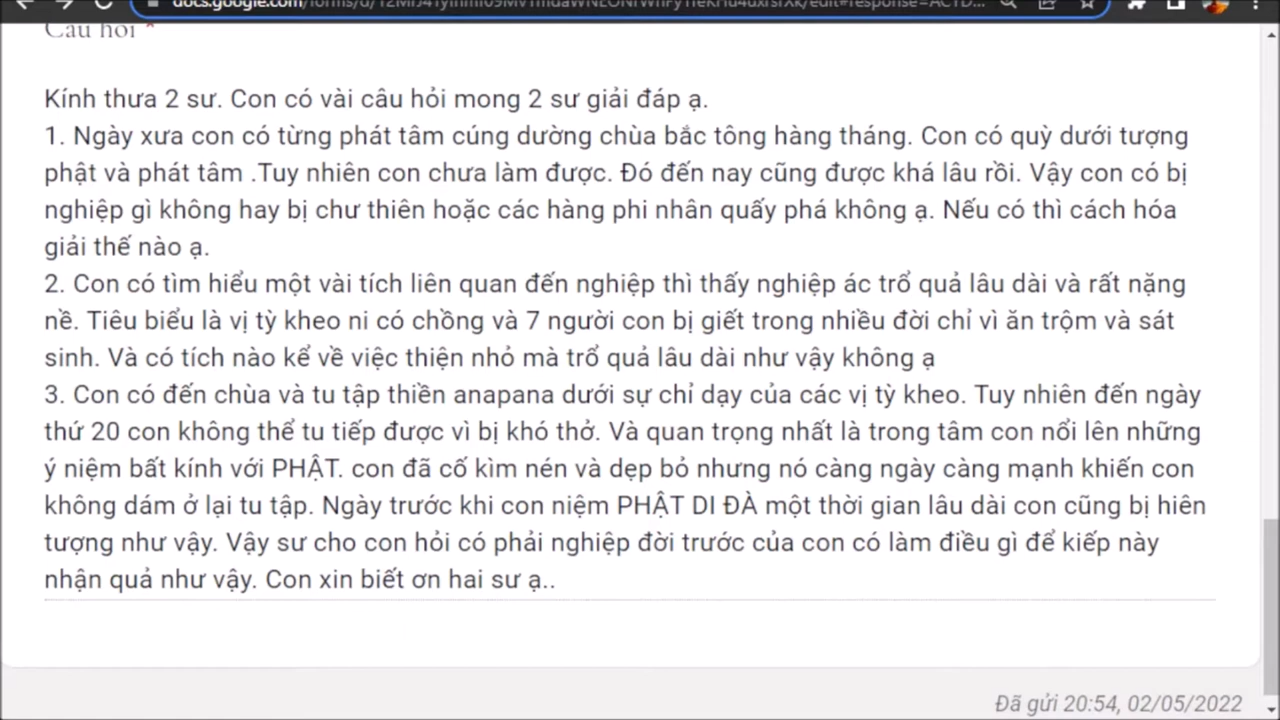 Câu hỏi *
Kính thưa 2 sư. Con có vài câu hỏi mong 2 sư giải đáp ạ.
1. Ngày xưa con có từng phát tâm cúng dường chùa bắc tông hàng tháng. Con có quỳ dưới tượng
phật và phát tâm .Tuy nhiên con chưa làm được. Đó đến nay cũng được khá lâu rồi. Vậy con có bị
nghiệp gì không hay bị chư thiên hoặc các hàng phi nhân quấy phá không ạ. Nếu có thì cách hóa
giải thế nào ạ.
2. Con có tìm hiểu một vài tích liên quan đến nghiệp thì thấy nghiệp ác trổ quả lâu dài và rất nặng
nề. Tiêu biểu là vị tỳ kheo ni có chồng và 7 người con bị giết trong nhiều đời chỉ vì ăn trộm và sát
sinh. Và có tích nào kể về việc thiện nhỏ mà trổ quả lâu dài như vậy không ạ
3. Con có đến chùa và tu tập thiền anapana dưới sự chỉ dạy của các vị tỳ kheo. Tuy nhiên đến ngày
thứ 20 con không thể tu tiếp được vì bị khó thở. Và quan trọng nhất là trong tâm con nổi lên những
ý niệm bất kính với PHẬT. con đã cố kìm nén và dẹp bỏ nhưng nó càng ngày càng mạnh khiến con
không dám ở lại tu tập. Ngày trước khi con niệm PHẬT DI ĐÀ một thời gian lâu dài con cũng bị hiên
tượng như vậy. Vậy sư cho con hỏi có phải nghiệp đời trước của con có làm điều gì để kiếp này
nhận quả như vậy. Con xin biết ơn hai sư ạ..
Đã gửi 20:54, 02/05/2022